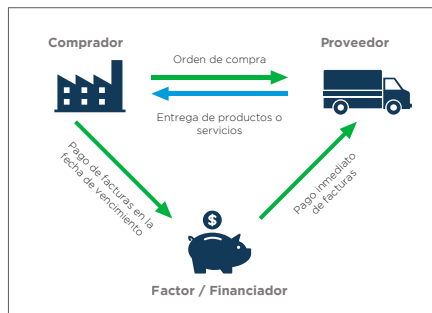 Comprador
Proveedor
Orden de compra
Entrega de productos o
servicios
Pago de facturas en la
fecha de vencimiento
Pago inmediato
de facturas
$
Factor / Financiador